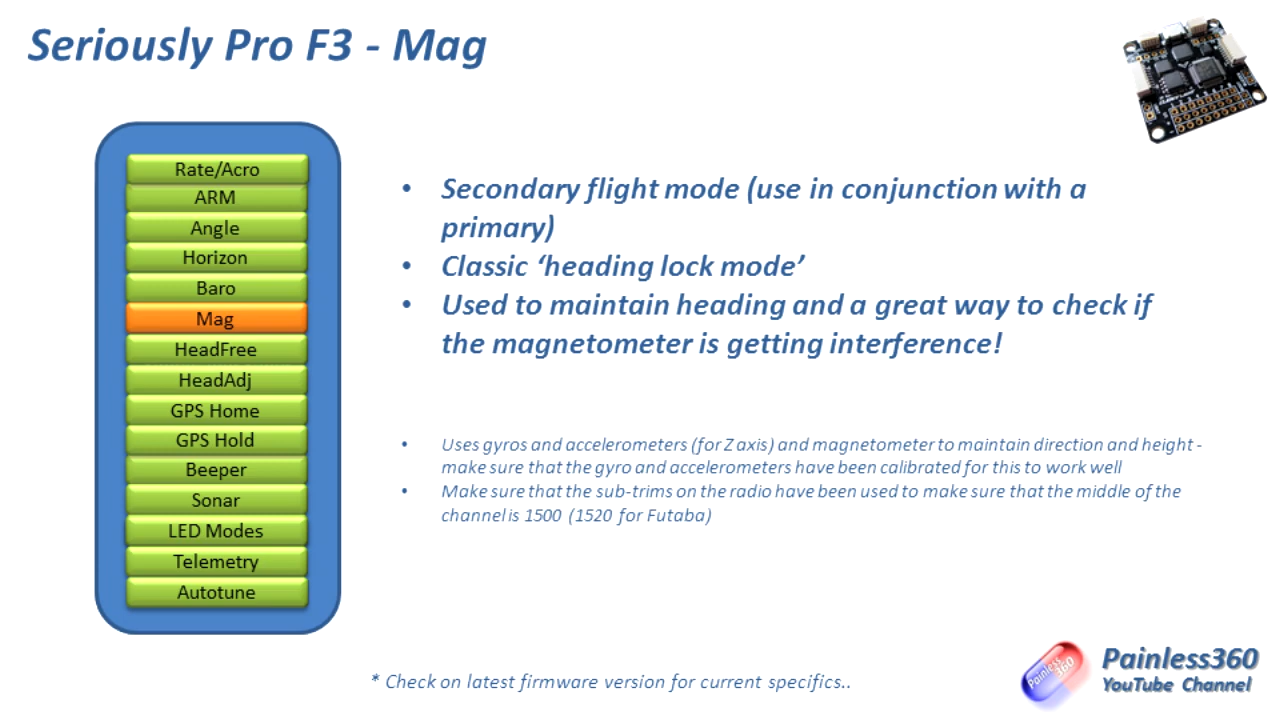 Seriously Pro F3 - Mag
Rate/Acro
ARM
Angle
Horizon
Baro
Mag
HeadFree
HeadAdj
GPS Home
GPS Hold
Beeper
Sonar
LED Modes
Telemetry
Autotune
• Secondary flight mode (use in conjunction with a
primary)
• Classic ‘heading lock mode’
• Used to maintain heading and a great way to check if
the magnetometer is getting interference!
• Uses gyros and accelerometers (for Z axis) and magnetometer to maintain direction and height -
make sure that the gyro and accelerometers have been calibrated for this to work well
• Make sure that the sub-trims on the radio have been used to make sure that the middle of the
channel is 1500 (1520 for Futaba)
* Check on latest firmware version for current specifics..
Painless
360
Painless360
YouTube Channel